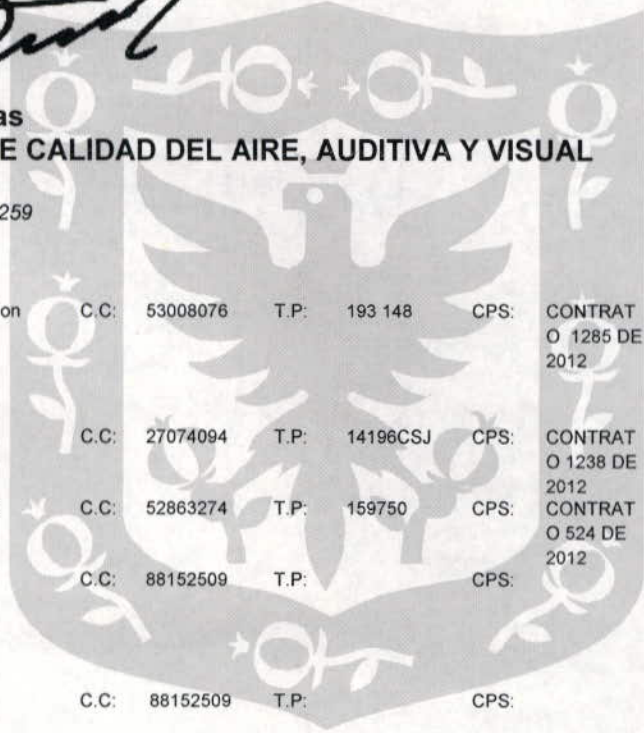 as
E CALIDAD DEL AIRE, AUDITIVA Y VISUAL
259
on C.C: 53008076 T.P: 193 148 CPS: CONTRAT
O 1285 DE
2012
C.C: 27074094 T.P: 14196CSJ CPS: CONTRAT
O 1238 DE
2012
C.C: 52863274 T.P: 159750 CPS: CONTRAT
O 524 DE
2012
C.C: 88152509 T.P: CPS:
C.C: 88152509 T.P: CPS: